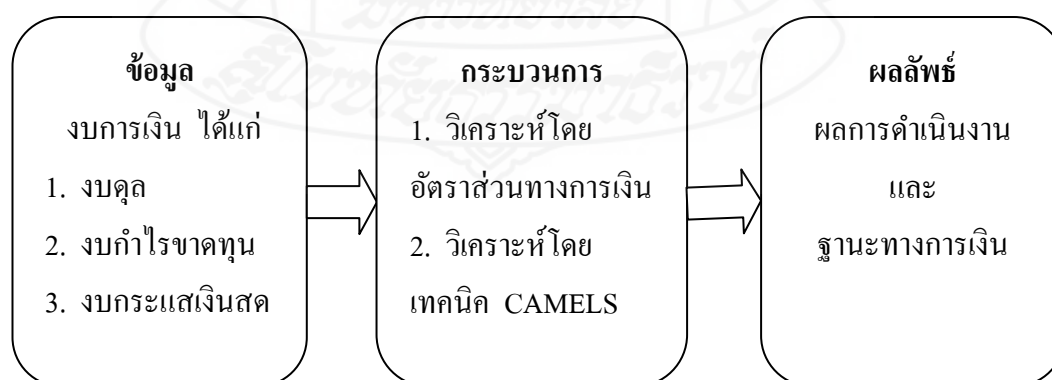 ข้อมูล
งบการเงิน ได้แก่
1. งบดุล
2. งบกำไรขาดทุน
3. งบกระแสเงินสด
กระบวนการ
1. วิเคราะห์โดย
อัตราส่วนทางการเงิน
2. วิเคราะห์โดย
เทคนิค CAMELS
ผลลัพธ์
ผลการดำเนินงาน
และ
ฐานะทางการเงิน